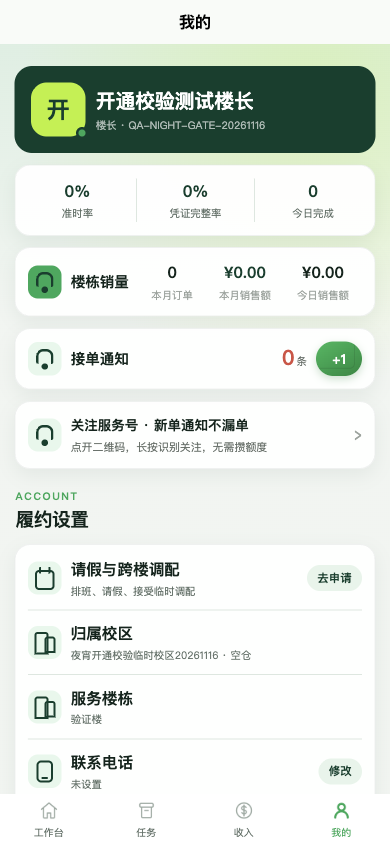 我的
开
开通校验测试楼长
楼长 · QA-NIGHT-GATE-20261116
0%
准时率
0%
凭证完整率
0
今日完成
楼栋销量
0
本月订单
¥0.00
本月销售额
¥0.00
今日销售额
接单通知
0条
+1
关注服务号 · 新单通知不漏单
点开二维码，长按识别关注，无需攒额度
ACCOUNT
履约设置
请假与跨楼调配
排班、请假、接受临时调配
去申请
归属校区
夜宵开通校验临时校区20261116 · 空仓
服务楼栋
验证楼
联系电话
未设置
修改
工作台
任务
收入
我的